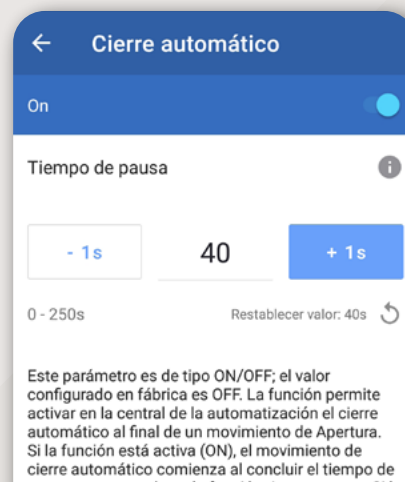 Cierre automático
On
Tiempo de pausa
- 1s
40
+ 1s
0 - 250s
Restablecer valor: 40s
Este parámetro es de tipo ON/OFF; el valor
configurado en fábrica es OFF. La función permite
activar en la central de la automatización el cierre
automático al final de un movimiento de Apertura.
Si la función está activa (ON), el movimiento de
cierre automático comienza al concluir el tiempo de